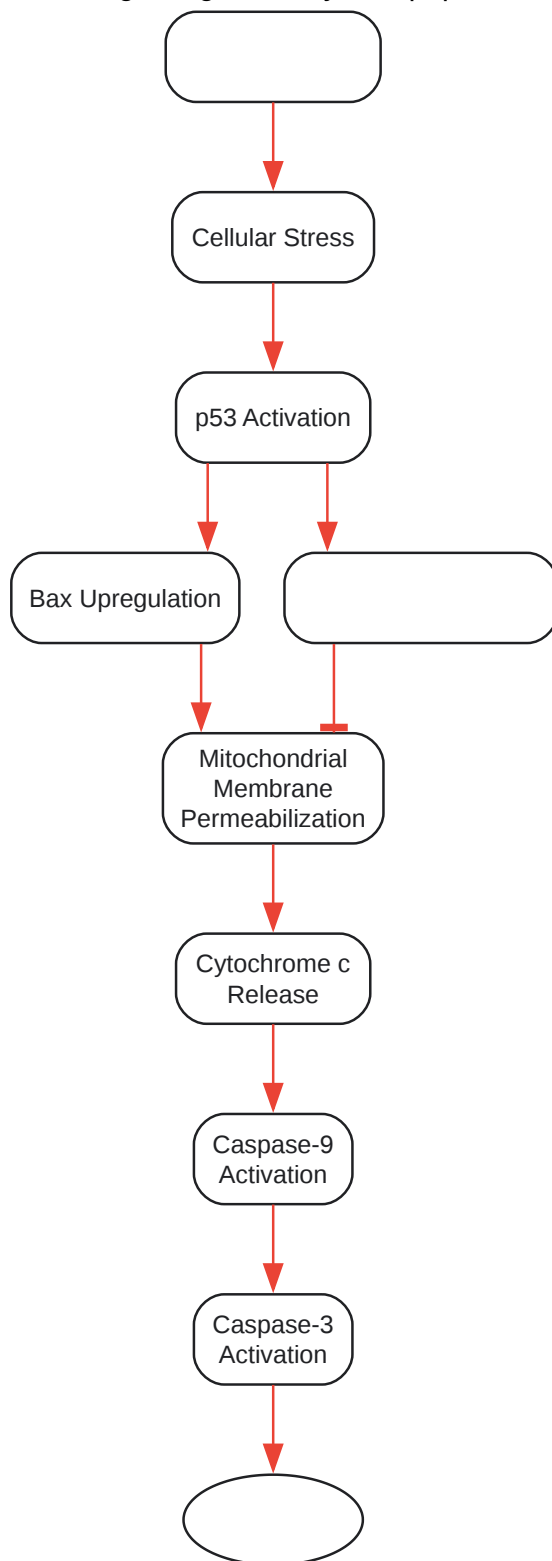 Cellular Stress
p53 Activation
Bax Upregulation
Mitochondrial
Membrane
Permeabilization
Cytochrome c
Release
Caspase-9
Activation
Caspase-3
Activation